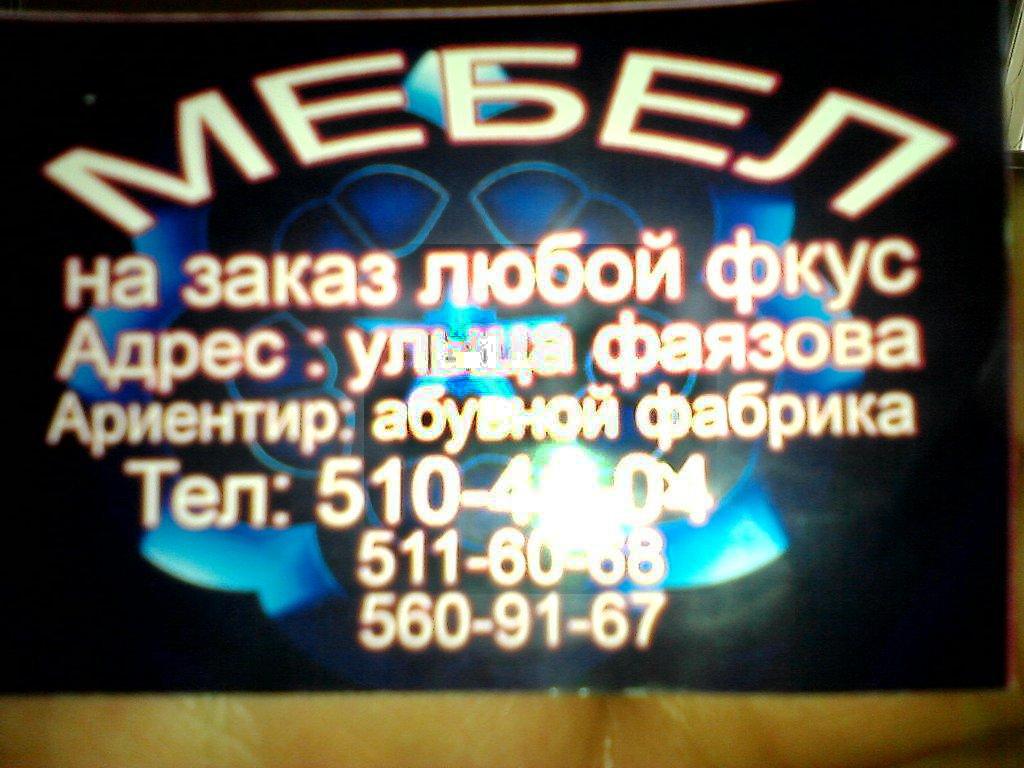 МЕБЕЛ
на заказ любой фкус
Адрес : фаязова
Ариентир: абувной фабрика
Тел:
511-60-68
560-91-67